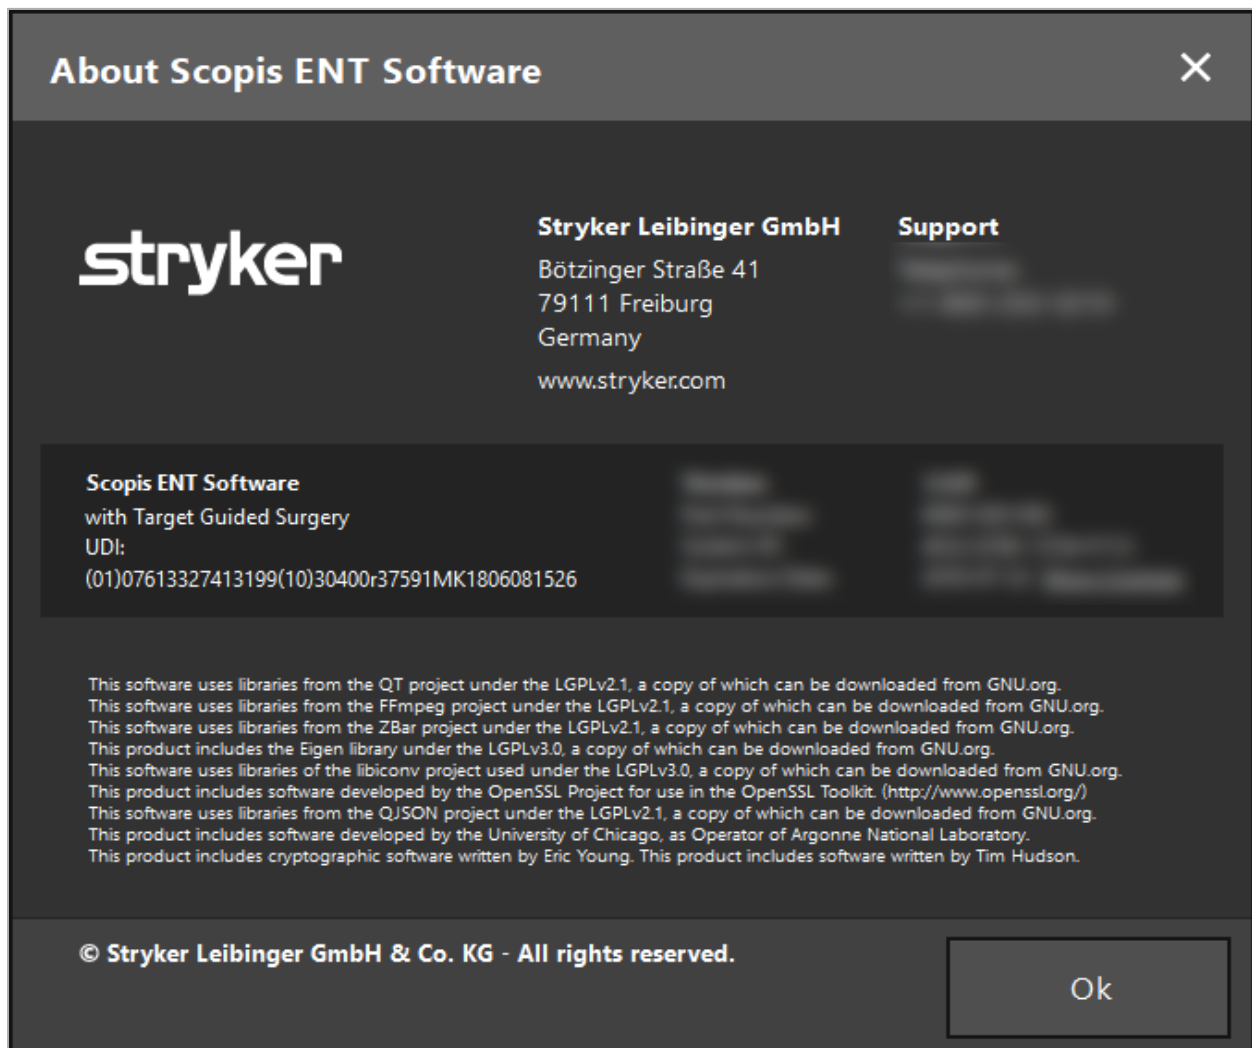 About Scopis ENT Software
stryker
Stryker Leibinger GmbH
Bötzinger Straße 41
79111 Freiburg
Germany
www.stryker.com
Support
Scopis ENT Software
with Target Guided Surgery
UDI:
(01)07613327413199(10)30400r37591MK1806081526
This software uses libraries from the QT project under the LGPLv2.1, a copy of which can be downloaded from GNU.org.
This software uses libraries from the FFmpeg project under the LGPLv2.1, a copy of which can be downloaded from GNU.org.
This software uses libraries from the ZBar project under the LGPLv2.1, a copy of which can be downloaded from GNU.org.
This product includes the Eigen library under the LGPLv3.0, a copy of which can be downloaded from GNU.org.
This software uses libraries of the libiconv project used under the LGPLv3.0, a copy of which can be downloaded from GNU.org.
This product includes software developed by the OpenSSL Project for use in the OpenSSL Toolkit. (http://www.openssl.org/)
This software uses libraries from the QJSON project under the LGPLv2.1, a copy of which can be downloaded from GNU.org.
This product includes software developed by the University of Chicago, as Operator of Argonne National Laboratory.
This product includes cryptographic software written by Eric Young. This product includes software written by Tim Hudson.
© Stryker Leibinger GmbH & Co. KG - All rights reserved.
Ok